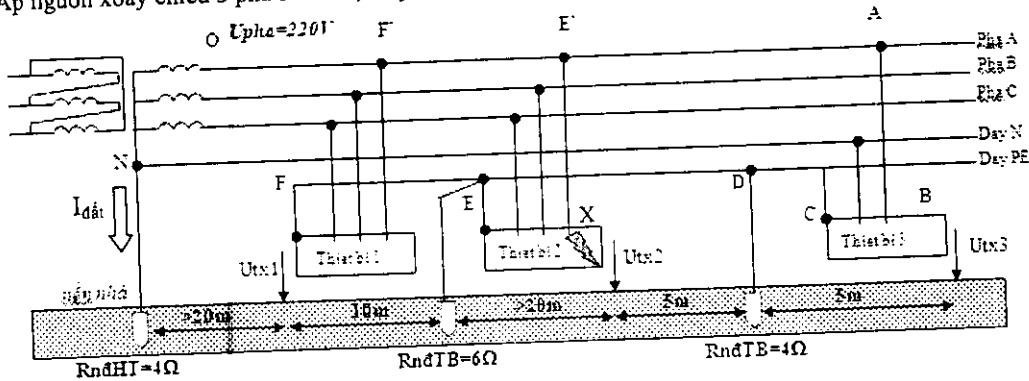 Áp nguồn xoay chiều 3 pha
O Upha=220V F' E' A
Pha A
Pha B
Pha C
Dây N
Dây PE
N
F E D
X C B
Iđất
Thiết bị 1 Thiết bị 2 Thiết bị 3
Utx1 Utx2 Utx3
nền nhà
>20m 10m >20m 5m 5m
RnđHT=4Ω RnđTB=6Ω RnđTB=4Ω